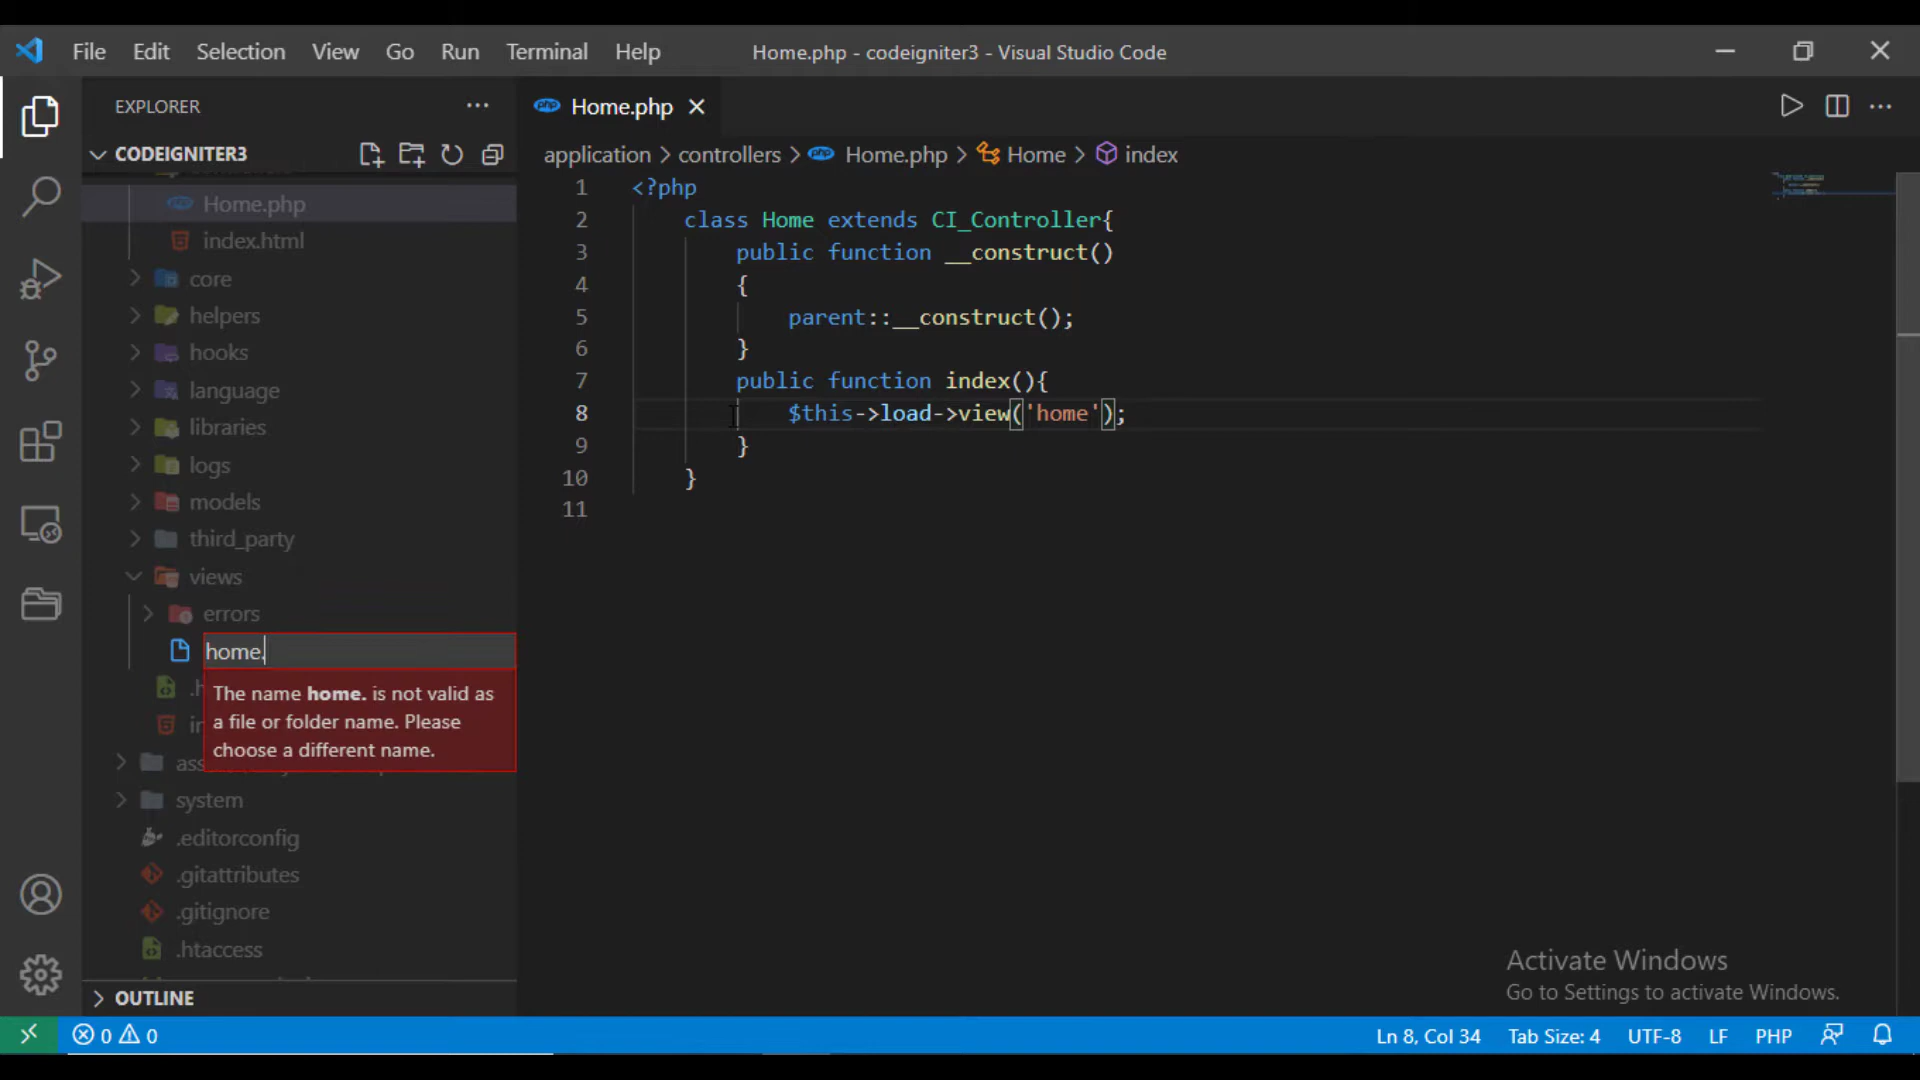 File Edit Selection View Go Run Terminal Help Home.php - codeigniter3 - Visual Studio Code
EXPLORER
CODEIGNITER3
Home.php
index.html
core
helpers
hooks
language
libraries
logs
models
third_party
views
errors
home.
The name home. is not valid as
a file or folder name. Please
choose a different name.
system
.editorconfig
.gitattributes
.gitignore
.htaccess
OUTLINE
Home.php
application > controllers > Home.php > Home > index
1 <?php
2 class Home extends CI_Controller{
3 public function __construct()
4 {
5 parent::__construct();
6 }
7 public function index(){
8 $this->load->view('home');
9 }
10 }
11
Activate Windows
Go to Settings to activate Windows.
0 0 Ln 8, Col 34 Tab Size: 4 UTF-8 LF PHP